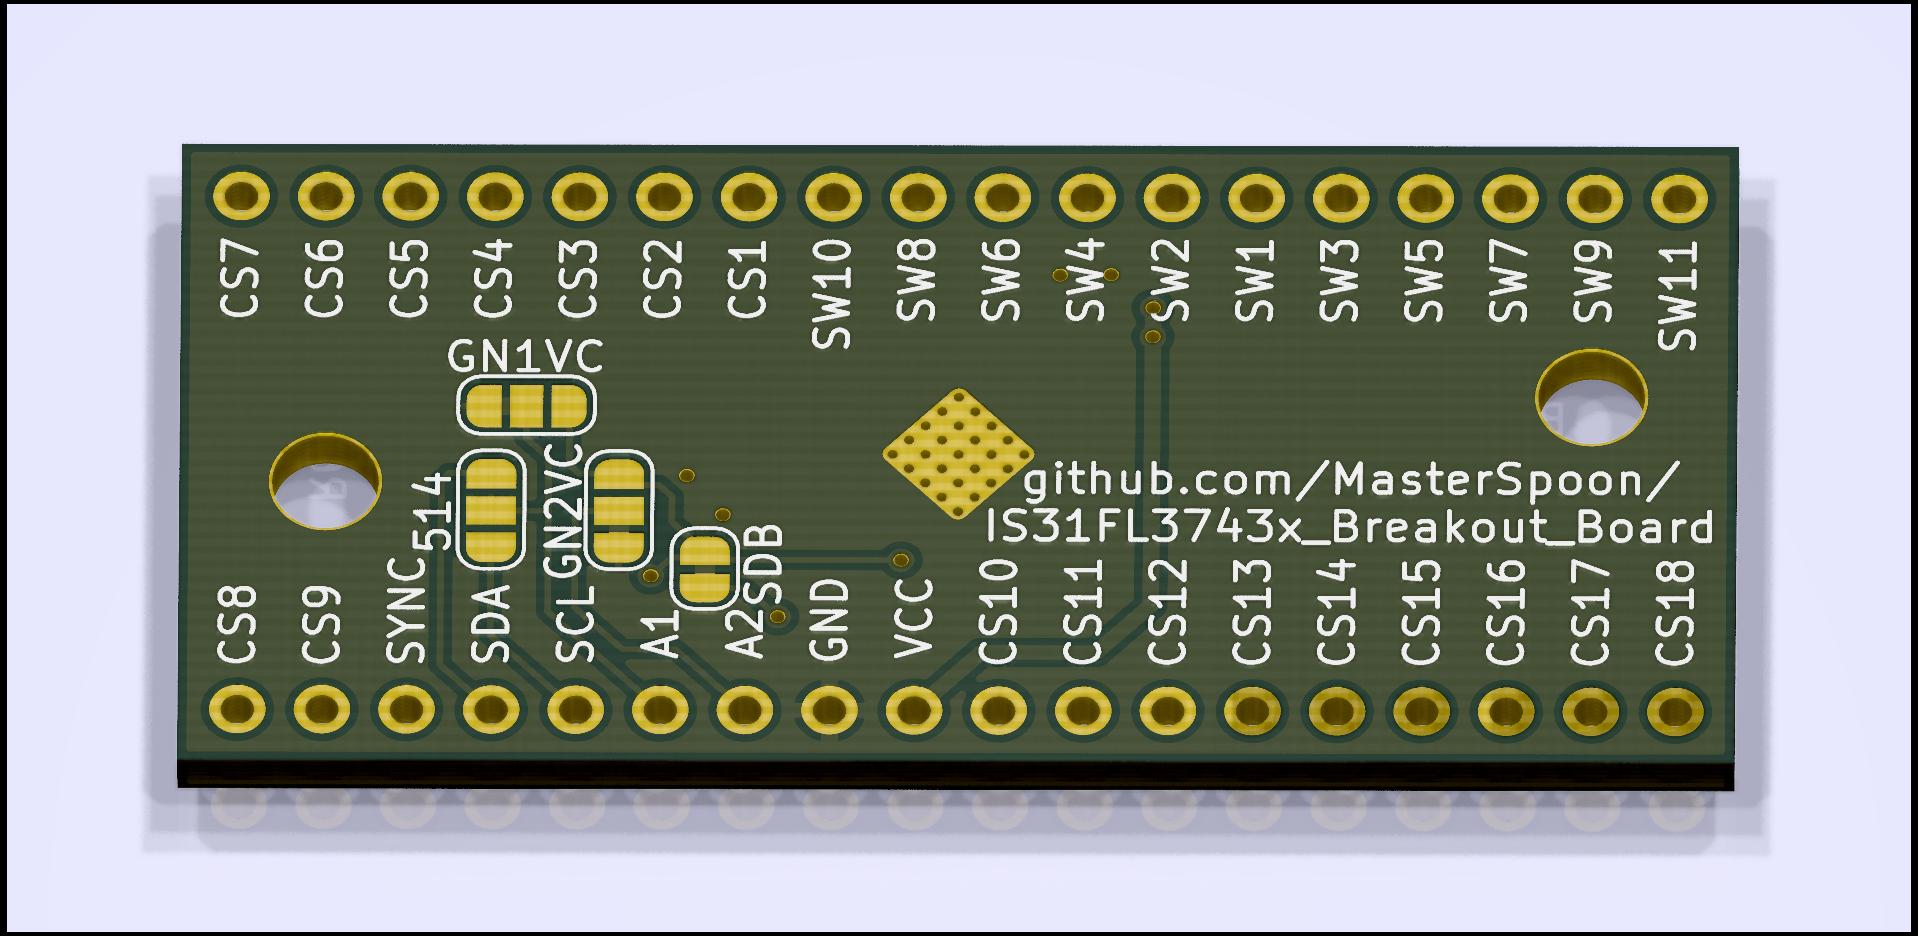 CS7 CS6 CS5 CS4 CS3 CS2 CS1 SW10 SW8 SW6 SW4 SW2 SW1 SW3 SW5 SW7 SW9 SW11
GN1VC
514
GN2VC
SDB
github.com/MasterSpoon/
IS31FL3743x_Breakout_Board
CS8 CS9 SYNC SDA SCL A1 A2 GND VCC CS10 CS11 CS12 CS13 CS14 CS15 CS16 CS17 CS18